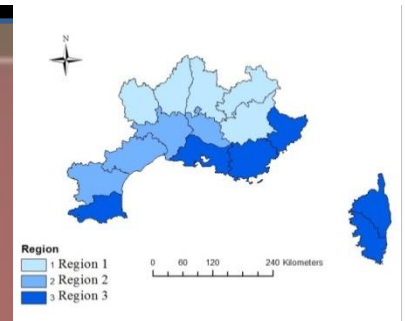 N
0 60 120 240 Kilometers
Region
1 Region 1
2 Region 2
3 Region 3